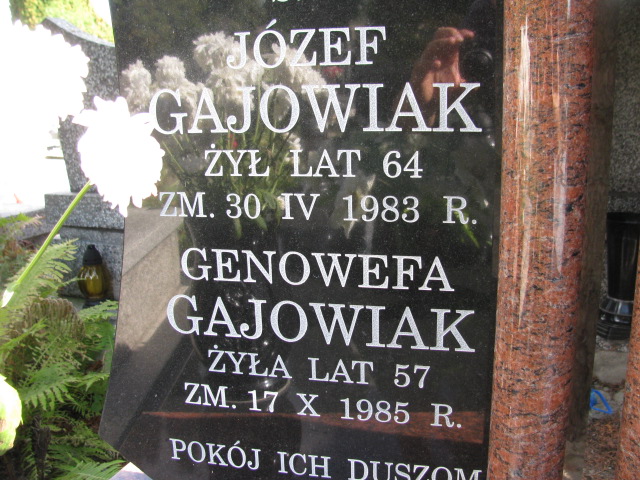 JÓZEF
GAJOWIAK
ŻYŁ LAT 64
ZM. 30 IV 1983 R.
GENOWEFA
GAJOWIAK
ŻYŁA LAT 57
ZM. 17 X 1985 R.
POKÓJ ICH DUSZOM